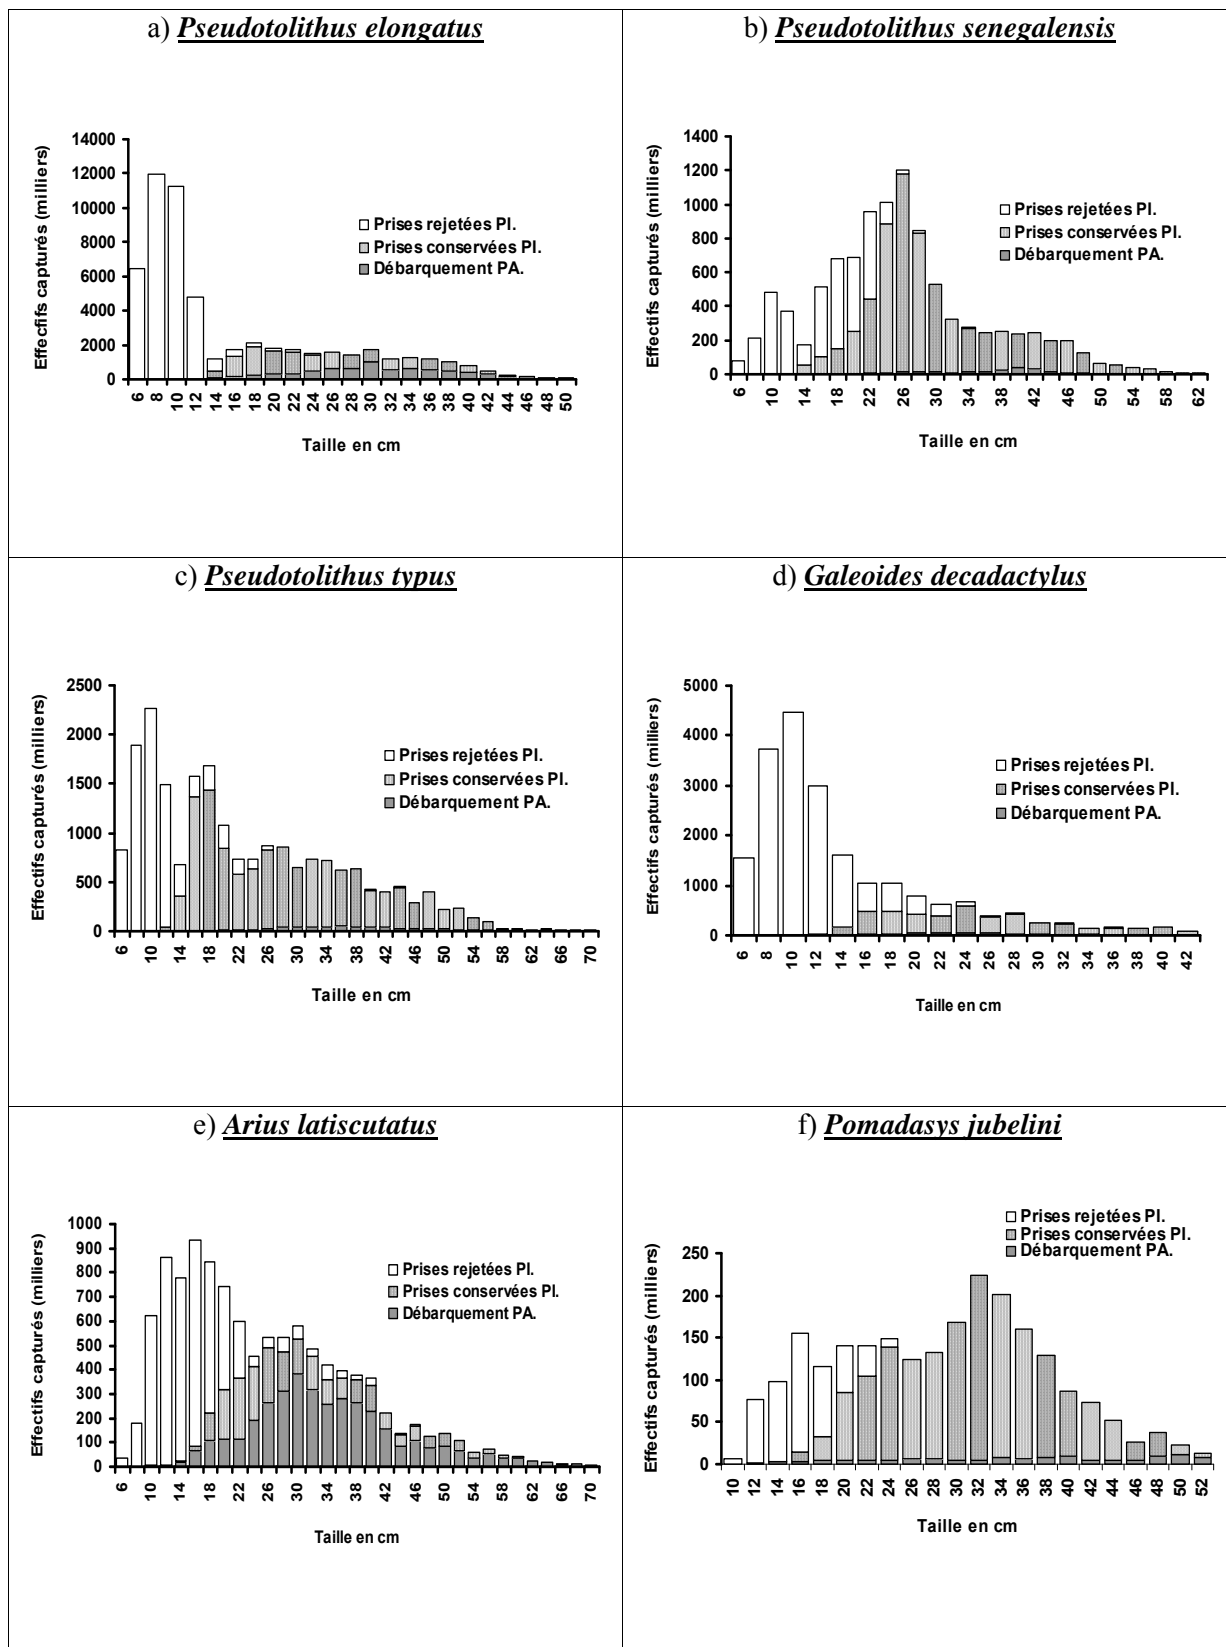 a) Pseudotolithus elongatus
Effecfifs capturés (milliers)
14000
12000
10000
8000
6000
4000
2000
0
Prises rejetées PI.
Prises conservées PI.
Débarquement PA.
6 8 10 12 14 16 18 20 22 24 26 28 30 32 34 36 38 40 42 44 46 48 50
Taille en cm
b) Pseudotolithus senegalensis
Effectifs capturés (milliers)
1400
1200
1000
800
600
400
200
0
Prises rejetées PI.
Prises conservées PI.
Débarquement PA.
6 10 14 18 22 26 30 34 38 42 46 50 54 58 62
Taille en cm
c) Pseudotolithus typus
Effectifs capturés (milliers)
2500
2000
1500
1000
500
0
Prises rejetées PI.
Prises conservées PI.
Débarquement PA.
6 10 14 18 22 26 30 34 38 42 46 50 54 58 62 66 70
Taille en cm
d) Galeoides decadactylus
Effectifs capturés (milliers)
5000
4000
3000
2000
1000
0
Prises rejetées PI.
Prises conservées PI.
Débarquement PA.
6 8 10 12 14 16 18 20 22 24 26 28 30 32 34 36 38 40 42
Taille en cm
e) Arius latiscutatus
Effectifs capturés (milliers)
1000
900
800
700
600
500
400
300
200
100
0
Prises rejetées PI.
Prises conservées PI.
Débarquement PA.
6 10 14 18 22 26 30 34 38 42 46 50 54 58 62 66 70
Taille en cm
f) Pomadasys jubelini
Effectifs capturés (milliers)
250
200
150
100
50
0
Prises rejetées PI.
Prises conservées PI.
Débarquement PA.
10 12 14 16 18 20 22 24 26 28 30 32 34 36 38 40 42 44 46 48 50 52
Taille en cm